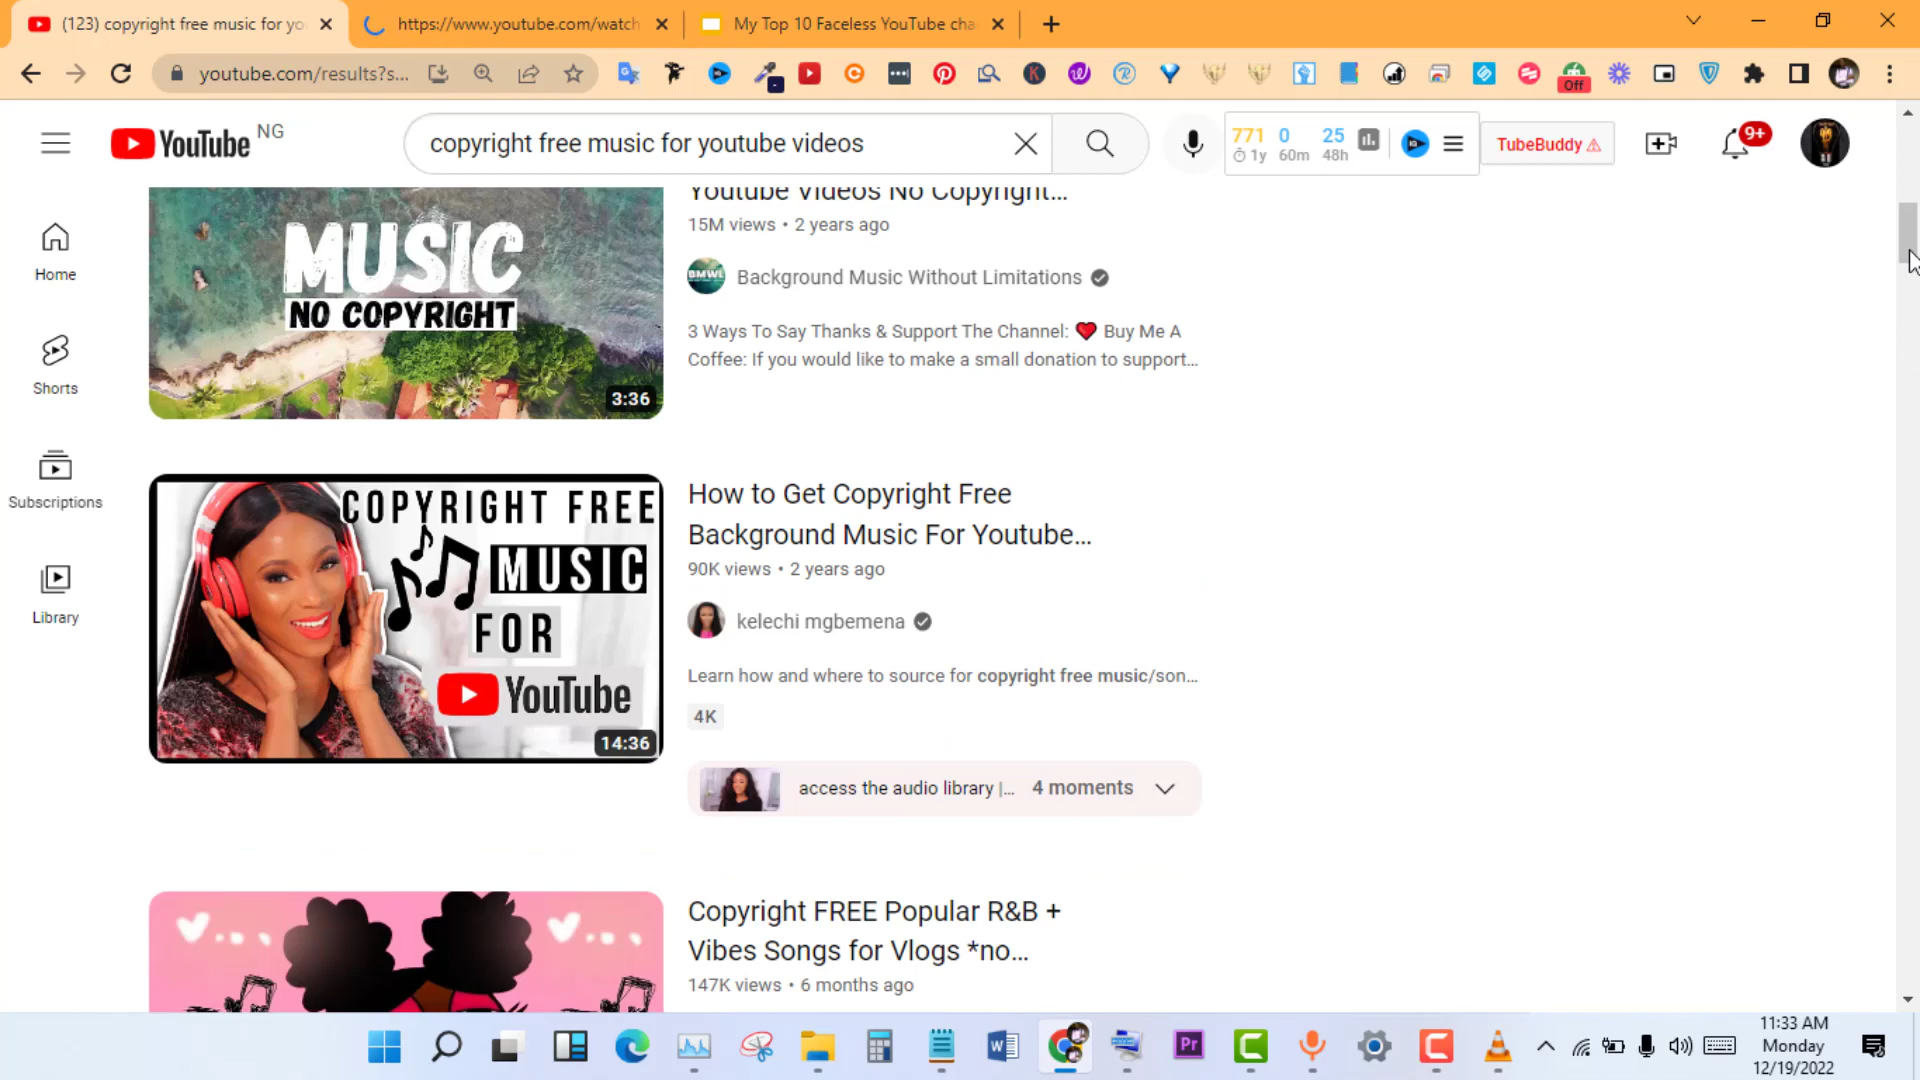 (123) copyright free music for yo
https://www.youtube.com/watch
My Top 10 Faceless YouTube cha
youtube.com/results?s...
Off
YouTube NG
copyright free music for youtube videos
771 0 25
1y 60m 48h
TubeBuddy
9+
Home
Shorts
Subscriptions
Library
MUSIC
NO COPYRIGHT
3:36
Youtube Videos No Copyright...
15M views • 2 years ago
BMWL
Background Music Without Limitations
3 Ways To Say Thanks & Support The Channel: ❤ Buy Me A
Coffee: If you would like to make a small donation to support...
COPYRIGHT FREE
MUSIC
FOR
YouTube
14:36
How to Get Copyright Free
Background Music For Youtube...
90K views • 2 years ago
kelechi mgbemena
Learn how and where to source for copyright free music/son...
4K
access the audio library |... 4 moments
Copyright FREE Popular R&B +
Vibes Songs for Vlogs *no...
147K views • 6 months ago
11:33 AM
Monday
12/19/2022